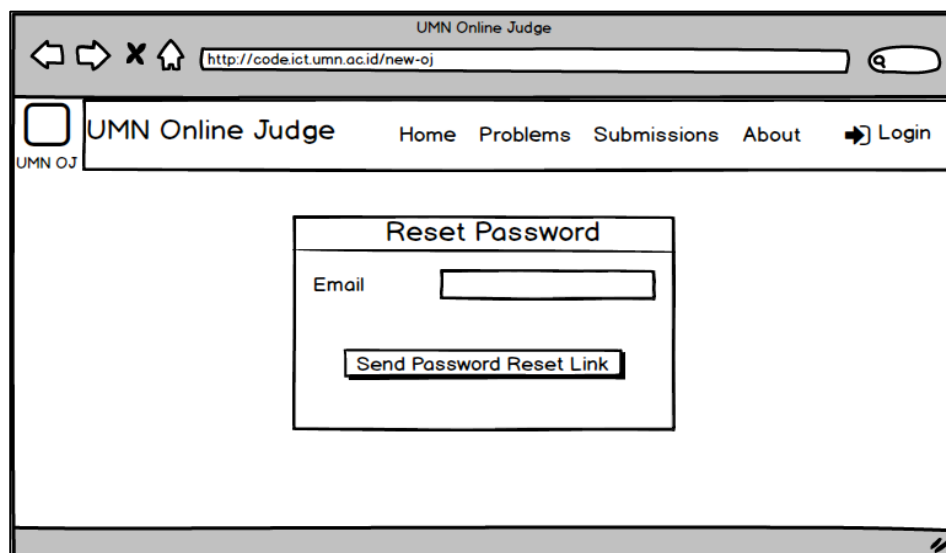 UMN Online Judge
http://code.ict.umn.ac.id/new-oj
UMN Online Judge Home Problems Submissions About Login
UMN OJ
Reset Password
Email
Send Password Reset Link